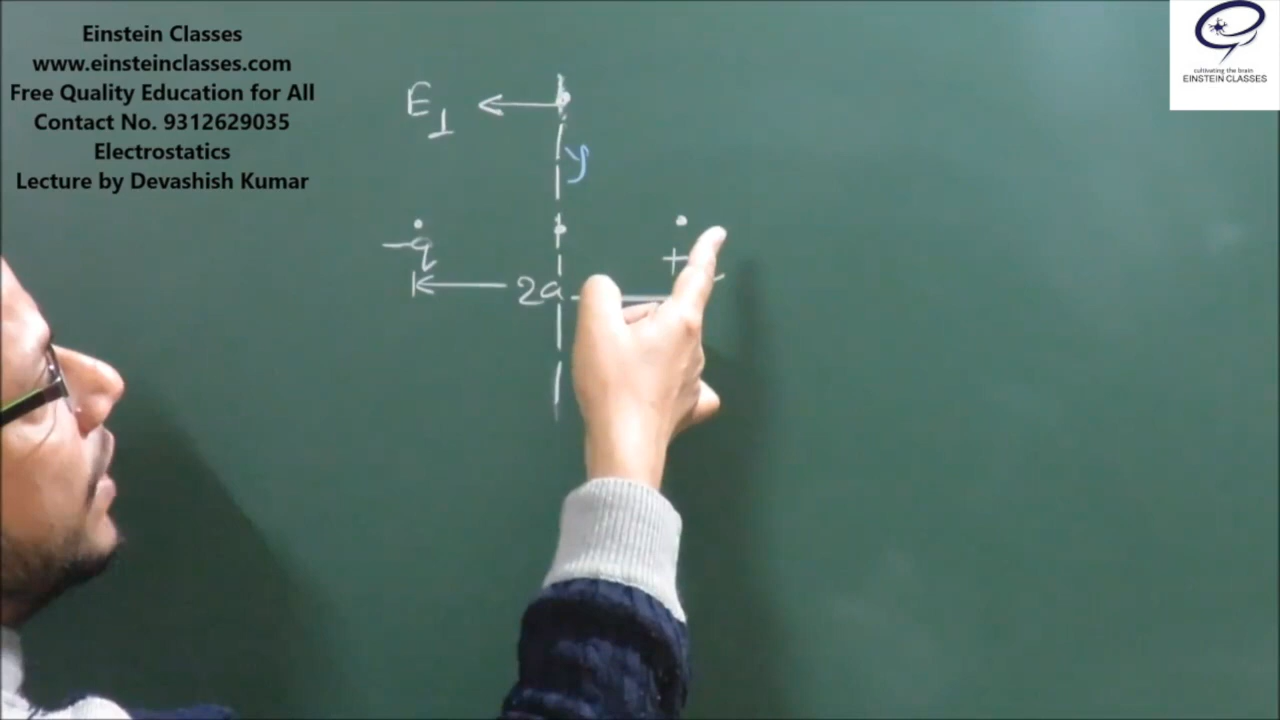 Einstein Classes
www.einsteinclasses.com
Free Quality Education for All
Contact No. 9312629035
Electrostatics
Lecture by Devashish Kumar
cultivating the brain
EINSTEIN CLASSES
E⊥
y
-q
+
2a